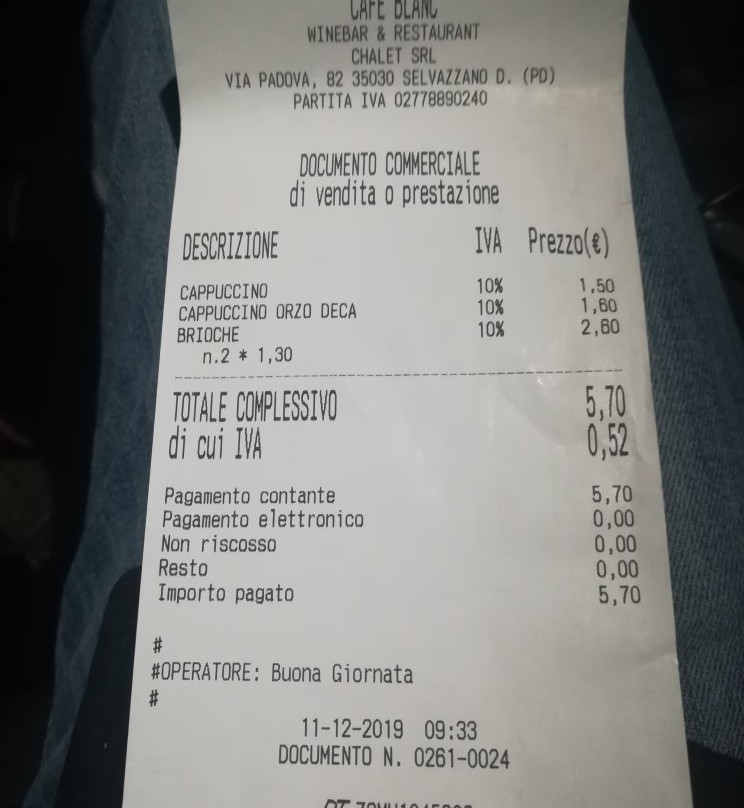 CAFE BLANC
WINEBAR & RESTAURANT
CHALET SRL
VIA PADOVA, 82 35030 SELVAZZANO D. (PD)
PARTITA IVA 02778890240
DOCUMENTO COMMERCIALE
di vendita o prestazione
DESCRIZIONE IVA Prezzo(€)
CAPPUCCINO 10% 1,50
CAPPUCCINO ORZO DECA 10% 1,60
BRIOCHE 10% 2,60
n.2 * 1,30
TOTALE COMPLESSIVO 5,70
di cui IVA 0,52
Pagamento contante 5,70
Pagamento elettronico 0,00
Non riscosso 0,00
Resto 0,00
Importo pagato 5,70
#
#OPERATORE: Buona Giornata
#
11-12-2019 09:33
DOCUMENTO N. 0261-0024